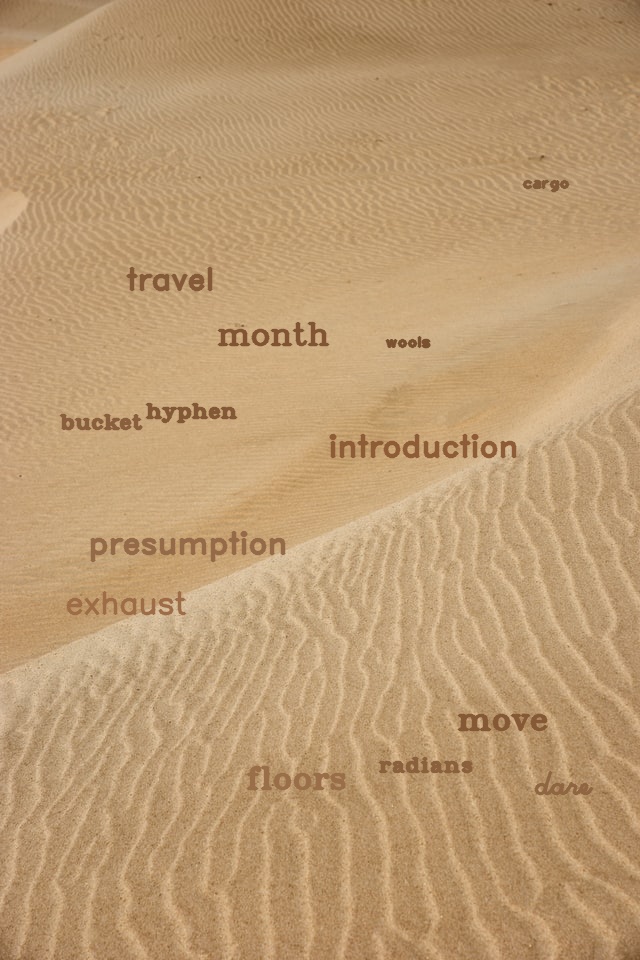 cargo
travel
month wools
bucket hyphen
introduction
presumption
exhaust
move
radians
floors dare